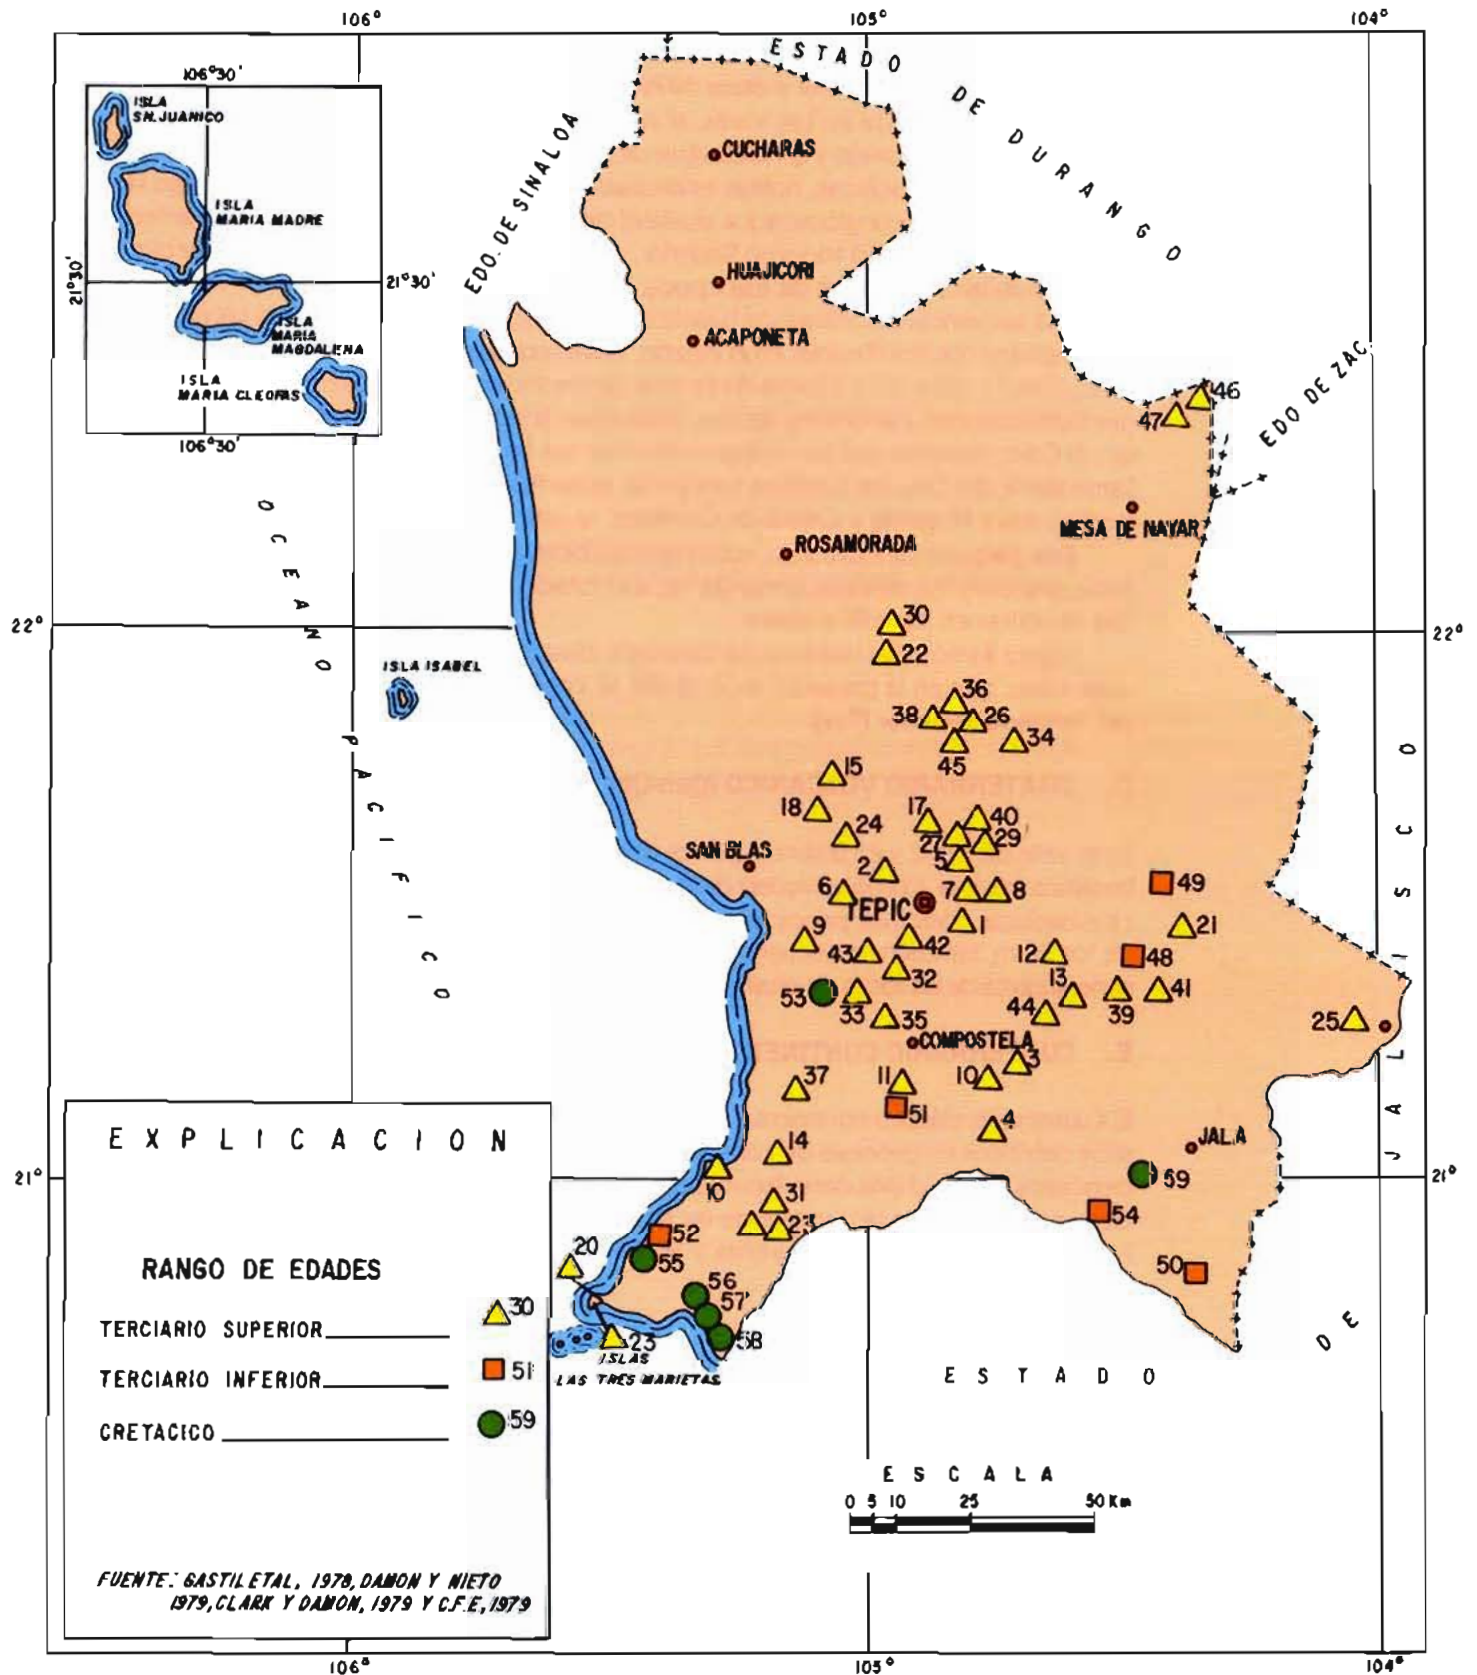 106° 105° 104°
ESTADO DE DURANGO
106°30'
ISLA
SN. JUANICO
ISLA
MARIA MADRE
21°30' 21°30'
ISLA
MARIA
MAGDALENA
ISLA
MARIA CLEOFAS
106°30'
EDO. DE SINALOA
CUCHARAS
HUAJICORI
ACAPONETA
EDO DE ZAC.
46
47
MESA DE NAYAR
ROSAMORADA
OCEANO PACIFICO
22° 22°
30
22
ISLA ISABEL
36
38 26
34
45
15
18 17 40
24 27 29
SAN BLAS
5
2
6 7 8
49
TEPIC
1
21
9
42
43 12 48
32
53 33 13
39 41
35 44
25
COMPOSTELA
3
37 11 10
51
4
14
JALA
21° 21°
10
59
31
54
23
52
55
20
50
56
57
58
23
ISLAS
LAS TRES MARIETAS
ESTADO DE JALISCO
EXPLICACION
RANGO DE EDADES
TERCIARIO SUPERIOR 30
TERCIARIO INFERIOR 51
CRETACICO 59
FUENTE: GASTIL ETAL, 1978, DAMON Y NIETO
1979, CLARK Y DAMON, 1979 Y C.F.E, 1979
ESCALA
0 5 10 25 50 Km
106° 105° 104°